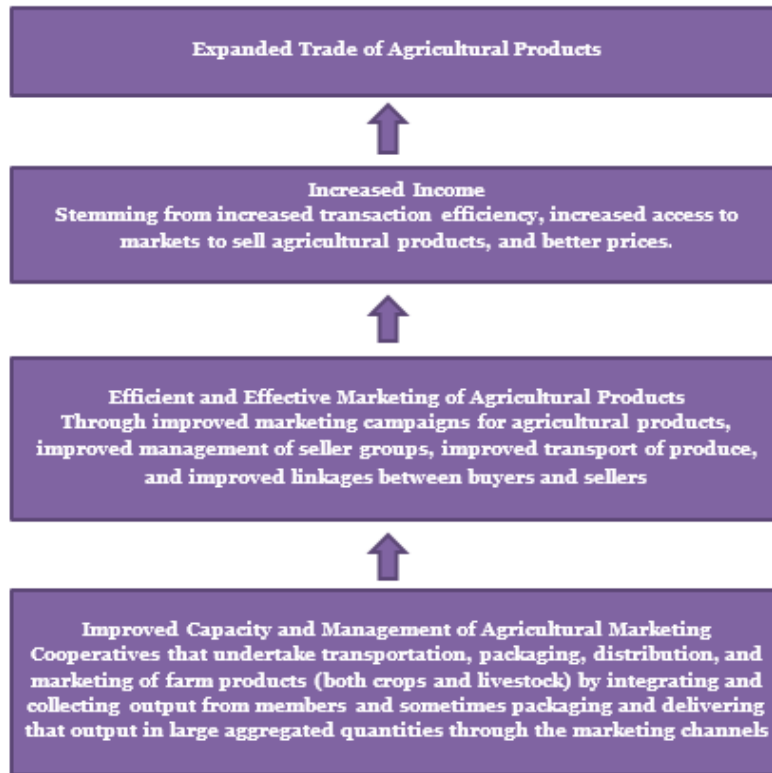 Expanded Trade of Agricultural Products
Increased Income
Stemming from increased transaction efficiency, increased access to
markets to sell agricultural products, and better prices.
Efficient and Effective Marketing of Agricultural Products
Through improved marketing campaigns for agricultural products,
improved management of seller groups, improved transport of produce,
and improved linkages between buyers and sellers
Improved Capacity and Management of Agricultural Marketing
Cooperatives that undertake transportation, packaging, distribution, and
marketing of farm products (both crops and livestock) by integrating and
collecting output from members and sometimes packaging and delivering
that output in large aggregated quantities through the marketing channels